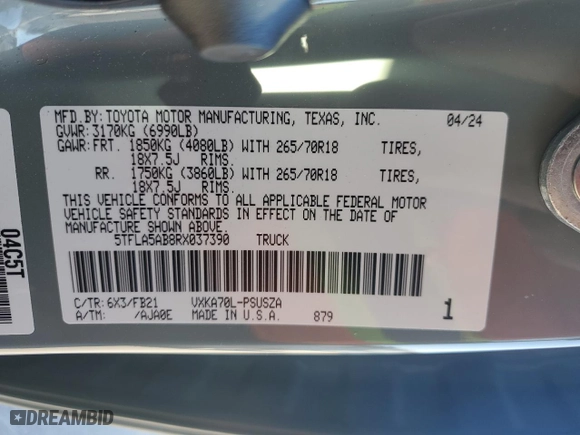 MFD.BY: TOYOTA MOTOR MANUFACTURING, TEXAS, INC. 04/24
GVWR: 3170KG (6990LB)
GAWR: FRT. 1850KG (4080LB) WITH 265/70R18 TIRES,
18X7.5J RIMS.
RR. 1750KG (3860LB) WITH 265/70R18 TIRES,
18X7.5J RIMS.
THIS VEHICLE CONFORMS TO ALL APPLICABLE FEDERAL MOTOR
VEHICLE SAFETY STANDARDS IN EFFECT ON THE DATE OF
MANUFACTURE SHOWN ABOVE.
5TFLA5AB8RX037390 TRUCK
C/TR: 6X3/FB21 VXKA70L-PSUSZA
A/TM: /AJA0E MADE IN U.S.A. 879 1
04C5T
DREAMBID